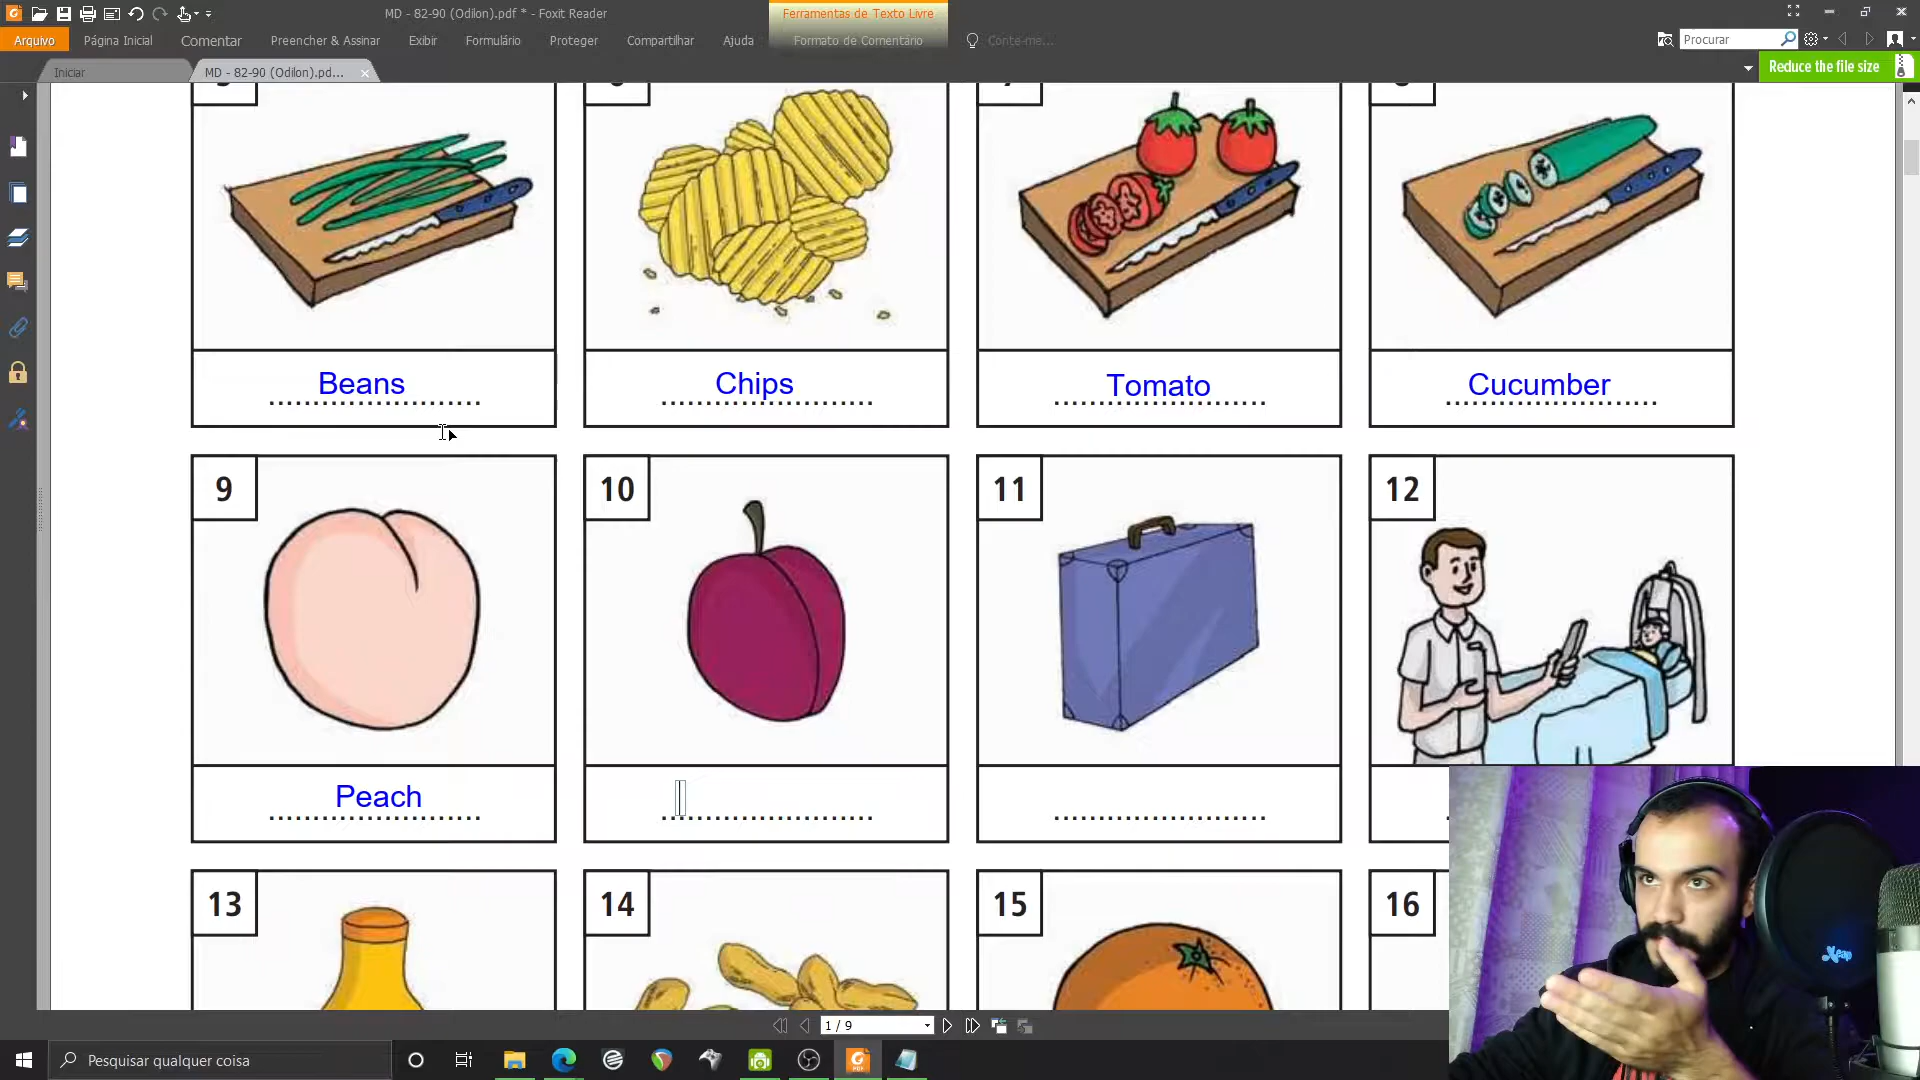 MD - 82-90 (Odilon).pdf * - Foxit Reader
Ferramentas de Texto Livre
Arquivo
Página Inicial
Comentar
Preencher & Assinar
Exibir
Formulário
Proteger
Compartilhar
Ajuda
Formato de Comentário
Conte-me...
Procurar
Iniciar
MD - 82-90 (Odilon).pd...
Reduce the file size
Beans
Chips
Tomato
Cucumber
9
10
11
12
Peach
13
14
15
16
Xeap
1 / 9
Pesquisar qualquer coisa